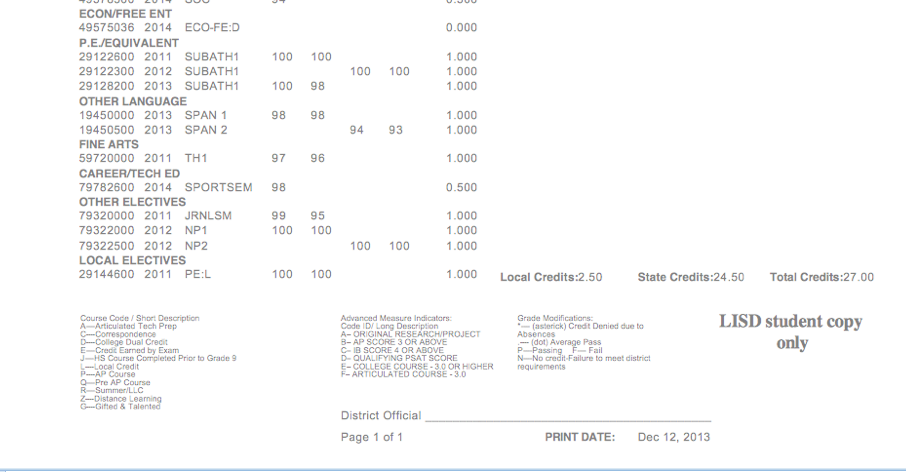 ECON/FREE ENT
49575036 2014 ECO-FE:D 0.000
P.E./EQUIVALENT
29122600 2011 SUBATH1 100 100 1.000
29122300 2012 SUBATH1 100 100 1.000
29128200 2013 SUBATH1 100 98 1.000
OTHER LANGUAGE
19450000 2013 SPAN 1 98 98 1.000
19450500 2013 SPAN 2 94 93 1.000
FINE ARTS
59720000 2011 TH1 97 96 1.000
CAREER/TECH ED
79782600 2014 SPORTSEM 98 0.500
OTHER ELECTIVES
79320000 2011 JRNLSM 99 95 1.000
79322000 2012 NP1 100 100 1.000
79322500 2012 NP2 100 100 1.000
LOCAL ELECTIVES
29144600 2011 PE:L 100 100 1.000 Local Credits:2.50 State Credits:24.50 Total Credits:27.00
Course Code / Short Description
A—Articulated Tech Prep
C—Correspondence
D—College Dual Credit
E—Credit Earned by Exam
I—HS Course Completed Prior to Grade 9
L—Local Credit
P—AP Course
Q—Pre AP Course
R—Summer/LLC
Z—Distance Learning
G—Gifted & Talented
Advanced Measure Indicators:
Code ID/ Long Description
A– ORIGINAL RESEARCH/PROJECT
B– AP SCORE 3 OR ABOVE
C– IB SCORE 4 OR ABOVE
D– QUALIFYING PSAT SCORE
E– COLLEGE COURSE - 3.0 OR HIGHER
F– ARTICULATED COURSE - 3.0
Grade Modifications:
*— (asterick) Credit Denied due to
Absences
.— (dot) Average Pass
P—Passing F— Fail
N—No credit-Failure to meet district
requirements
LISD student copy
only
District Official
Page 1 of 1 PRINT DATE: Dec 12, 2013